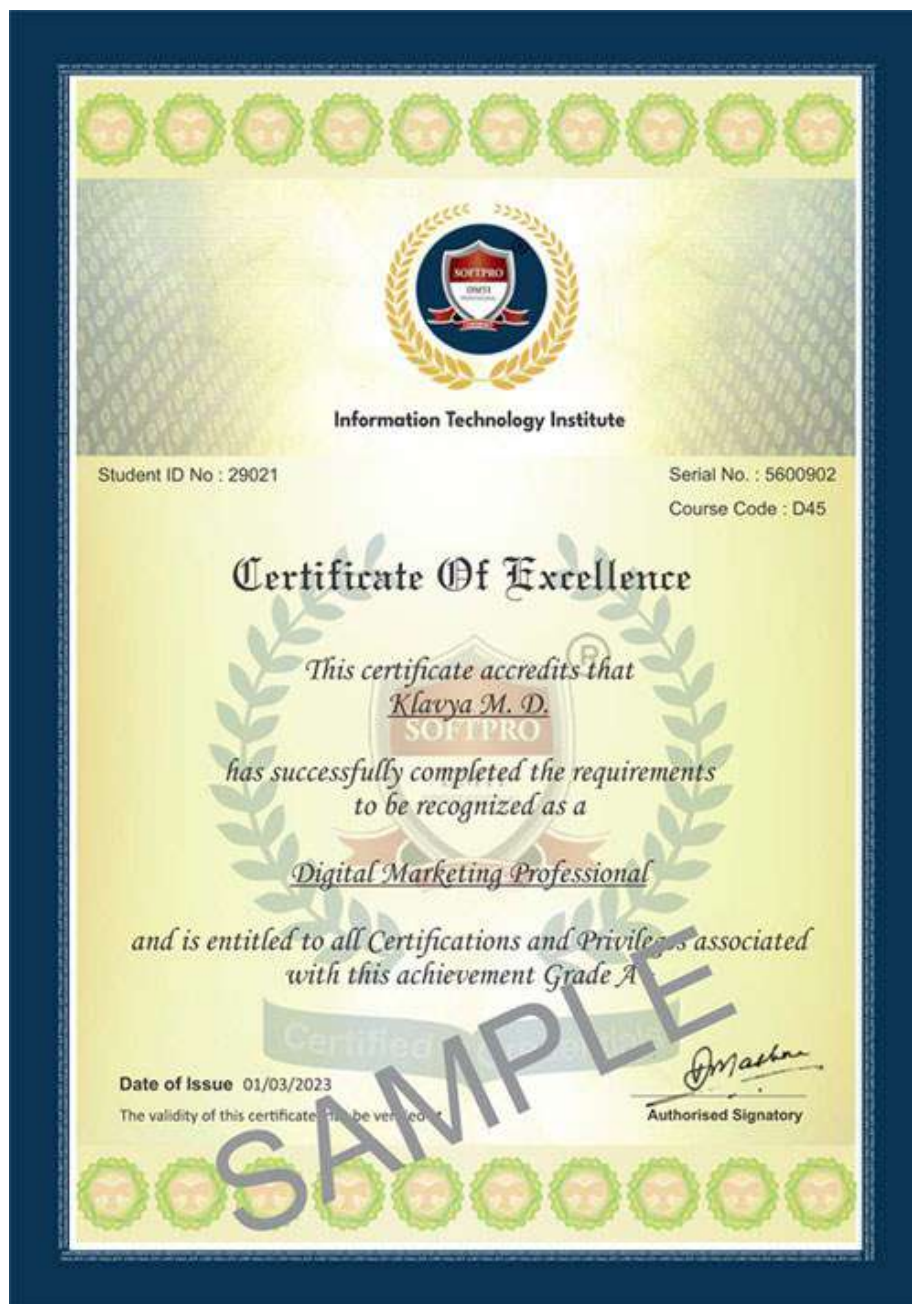 SOFTPRO
Information Technology Institute
Student ID No : 29021
Serial No. : 5600902
Course Code : D45
Certificate Of Excellence
This certificate accredits that
Klavya M. D.
SOFTPRO
has successfully completed the requirements
to be recognized as a
Digital Marketing Professional
and is entitled to all Certifications and Privileges associated
with this achievement Grade A
Certified
Date of Issue 01/03/2023
The validity of this certificate be
Authorised Signatory
SAMPLE